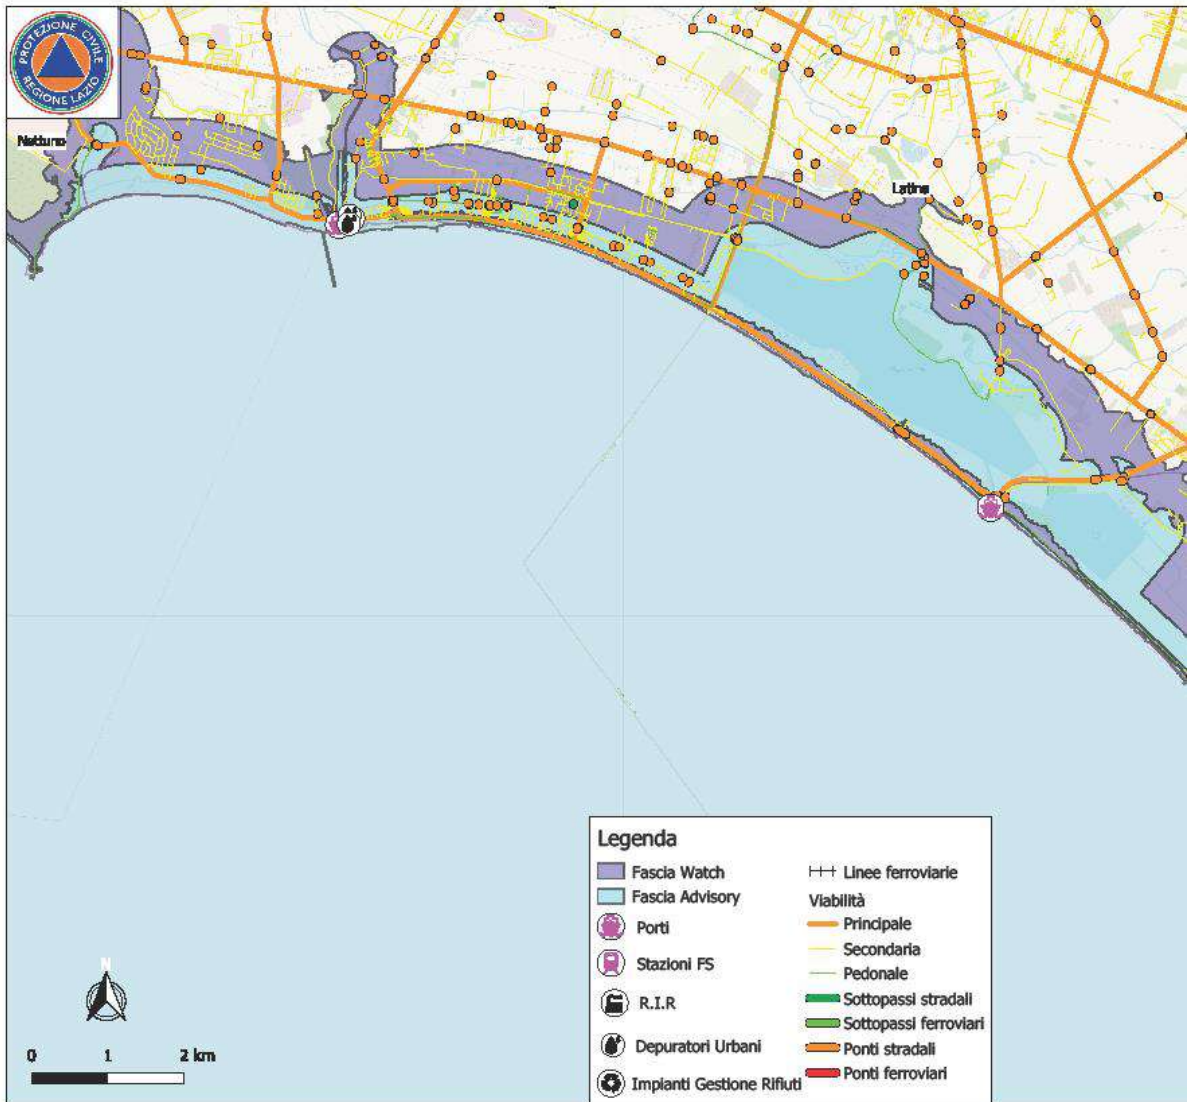 PROTEZIONE CIVILE
REGIONE LAZIO
Nettuno
Latina
Legenda
Fascia Watch
Fascia Advisory
Porti
Stazioni FS
R.I.R
Depuratori Urbani
Impianti Gestione Rifiuti
Linee ferroviarie
Viabilità
Principale
Secondaria
Pedonale
Sottopassi stradali
Sottopassi ferroviari
Ponti stradali
Ponti ferroviari
N
0 1 2 km